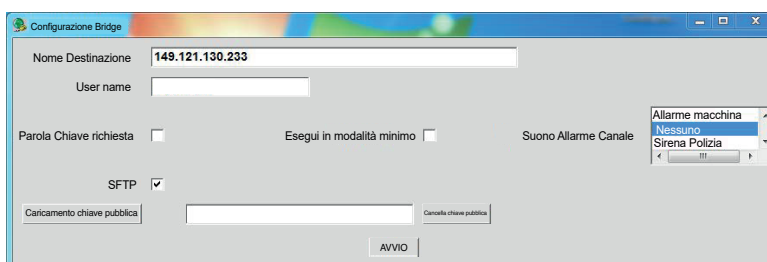 Configurazione Bridge
Nome Destinazione 149.121.130.233
User name
Parola Chiave richiesta Esegui in modalità minimo Suono Allarme Canale
Allarme macchina
Nessuno
Sirena Polizia
SFTP
Caricamento chiave pubblica Cancella chiave pubblica
AVVIO